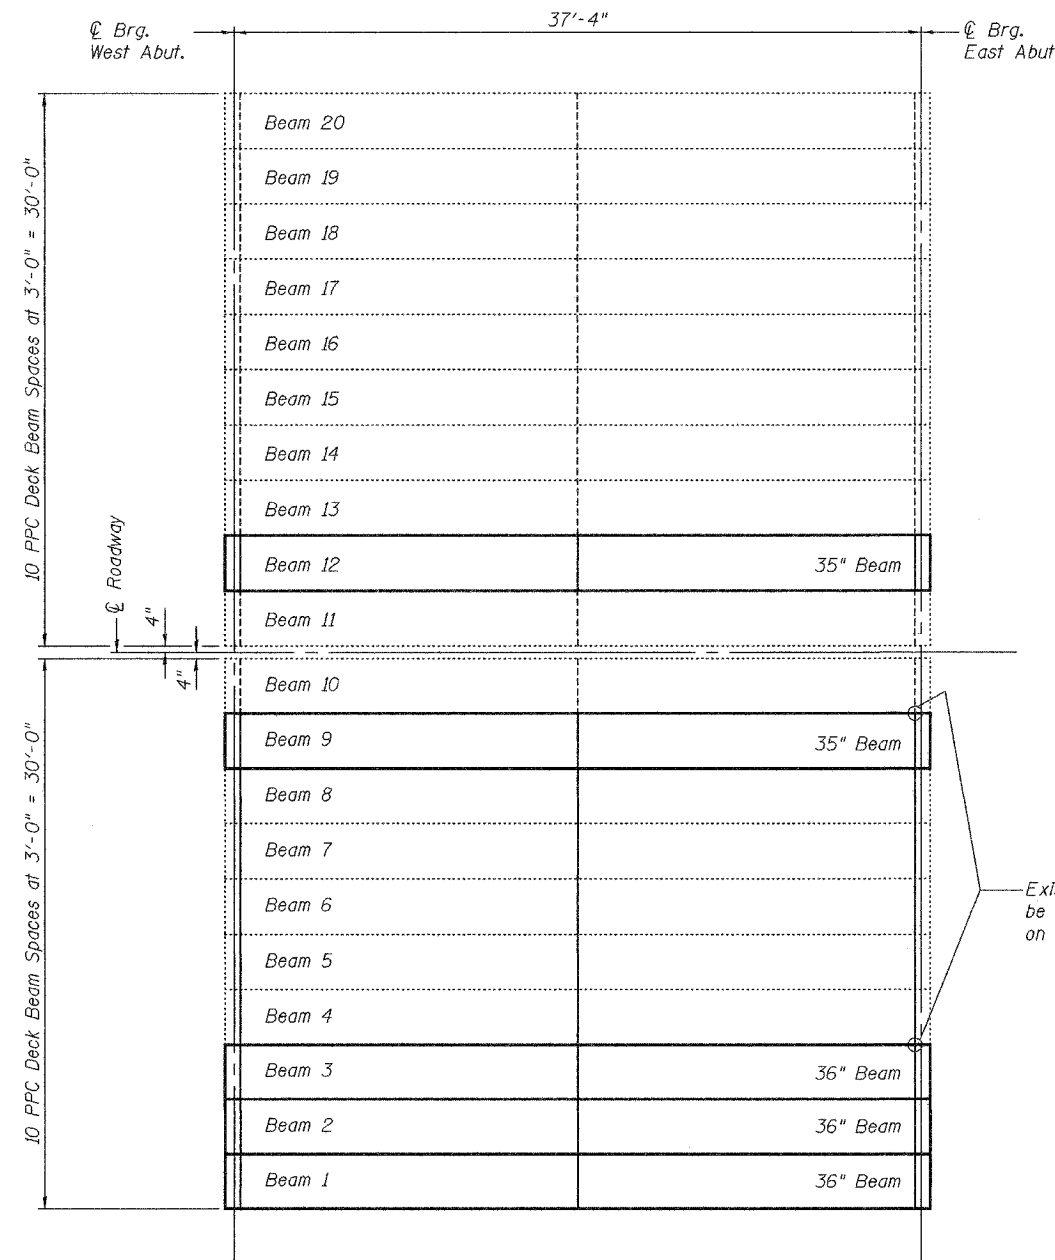 ℄ Brg.
West Abut.
37'-4"
℄ Brg.
East Abut
10 PPC Deck Beam Spaces at 3'-0" = 30'-0"
Beam 20
Beam 19
Beam 18
Beam 17
Beam 16
Beam 15
Beam 14
Beam 13
Beam 12
35" Beam
Beam 11
℄ Roadway
4"
4"
10 PPC Deck Beam Spaces at 3'-0" = 30'-0"
Beam 10
Beam 9
35" Beam
Beam 8
Beam 7
Beam 6
Beam 5
Beam 4
Beam 3
36" Beam
Beam 2
36" Beam
Beam 1
36" Beam
be
on